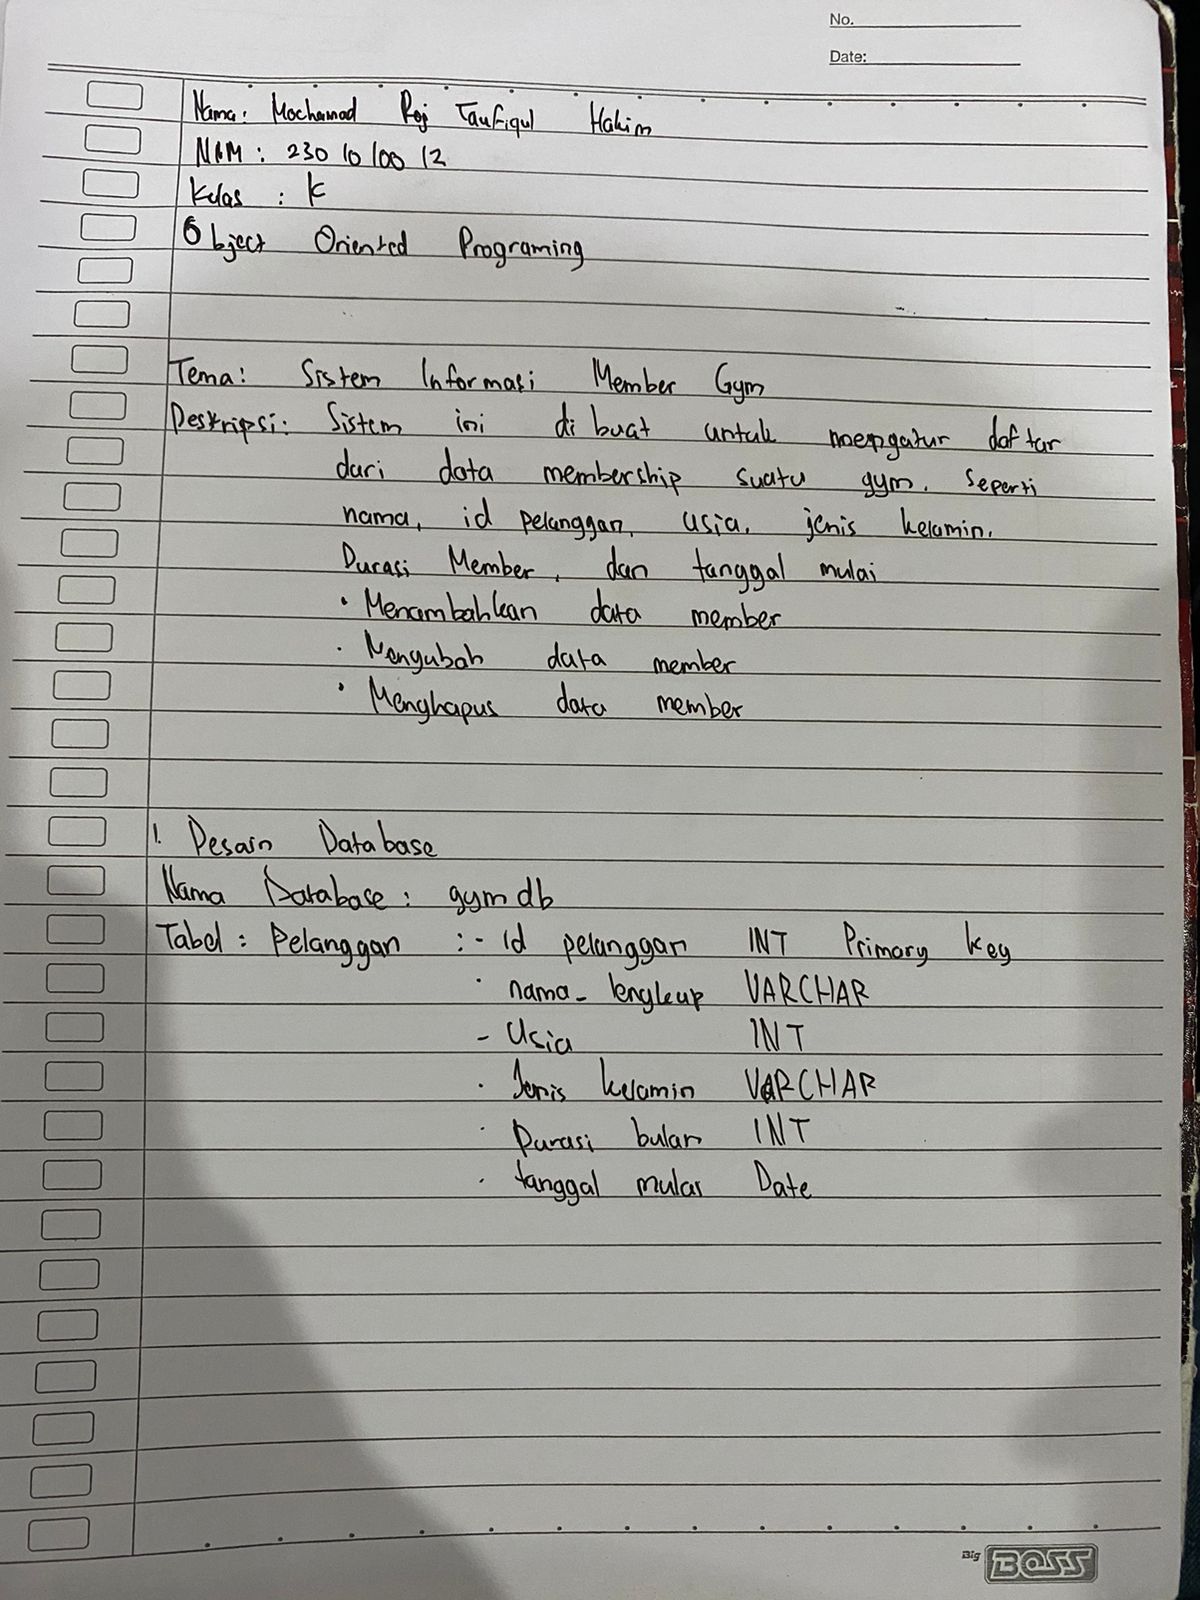 No.
Date:
Nama: Mochamad Roj Taufiqul Hakim
NIM : 230 10 100 12
Kelas : K
Object Oriented Programing
Tema: Sistem Informasi Member Gym
Deskripsi: Sistem ini di buat untuk mengatur daftar
dari data membership suatu gym. Seperti
nama, id pelanggan, usia, jenis kelamin.
Durasi Member, dan tanggal mulai
• Menambahkan data member
• Mengubah data member
• Menghapus data member
1. Desain Database
Nama Database: gymdb
Tabel: Pelanggan : - id pelanggan INT Primary key
- nama_lengkap VARCHAR
- Usia INT
- Jenis kelamin VARCHAR
- Durasi bulan INT
- tanggal mulai Date
Big BOSS